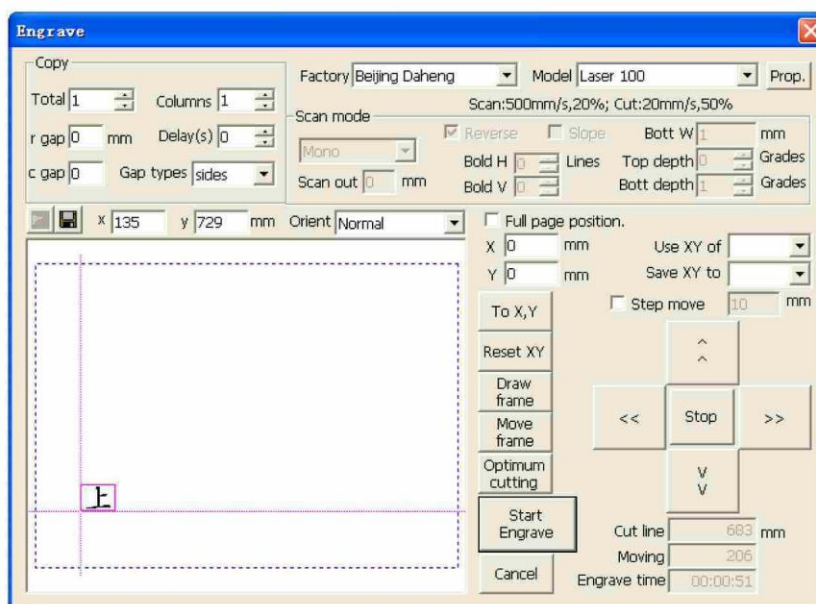 Engrave
Copy
Total 1 Columns 1
r gap 0 mm Delay(s) 0
c gap 0 Gap types sides
Factory Beijing Daheng Model Laser 100 Prop.
Scan:500mm/s,20%; Cut:20mm/s,50%
Scan mode
Mono Reverse Slope Bott W 1 mm
Bold H 0 Lines Top depth 0 Grades
Scan out 0 mm Bold V 0 Bott depth 1 Grades
x 135 y 729 mm Orient Normal
Full page position.
X 0 mm Use XY of
Y 0 mm Save XY to
Step move 10 mm
To X,Y
Reset XY
Draw
frame
Move
frame
Optimum
cutting
Start
Engrave
Cancel
^
^
<< Stop >>
V
V
Cut line 683 mm
Moving 206
Engrave time 00:00:51
上